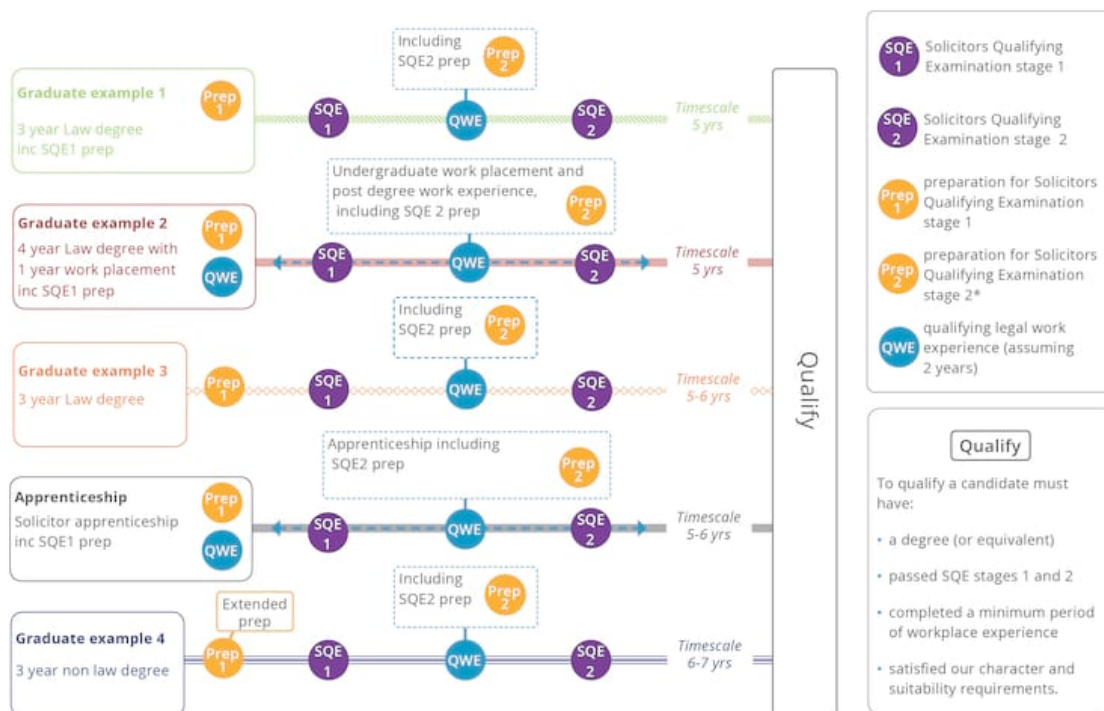 Including
SQE2 prep
Prep
2
Graduate example 1
3 year Law degree
inc SQE1 prep
Prep
1
SQE
1
QWE
SQE
2
Timescale
5 yrs
Undergraduate work placement and
post degree work experience,
including SQE 2 prep
Prep
2
Graduate example 2
4 year Law degree with
1 year work placement
inc SQE1 prep
Prep
1
QWE
SQE
1
QWE
SQE
2
Timescale
5 yrs
Including
SQE2 prep
Prep
2
Graduate example 3
3 year Law degree
Prep
1
SQE
1
QWE
SQE
2
Timescale
5-6 yrs
Apprenticeship including
SQE2 prep
Prep
2
Apprenticeship
Solicitor apprenticeship
inc SQE1 prep
Prep
1
QWE
SQE
1
QWE
SQE
2
Timescale
5-6 yrs
Including
SQE2 prep
Prep
2
Extended
prep
Graduate example 4
3 year non law degree
Prep
1
SQE
1
QWE
SQE
2
Timescale
6-7 yrs
Qualify
SQE
1
Solicitors Qualifying
Examination stage 1
SQE
2
Solicitors Qualifying
Examination stage 2
Prep
1
preparation for Solicitors
Qualifying Examination
stage 1
Prep
2
preparation for Solicitors
Qualifying Examination
stage 2*
QWE
qualifying legal work
experience (assuming
2 years)
Qualify
To qualify a candidate must
have:
• a degree (or equivalent)
• passed SQE stages 1 and 2
• completed a minimum period
of workplace experience
• satisfied our character and
suitability requirements.